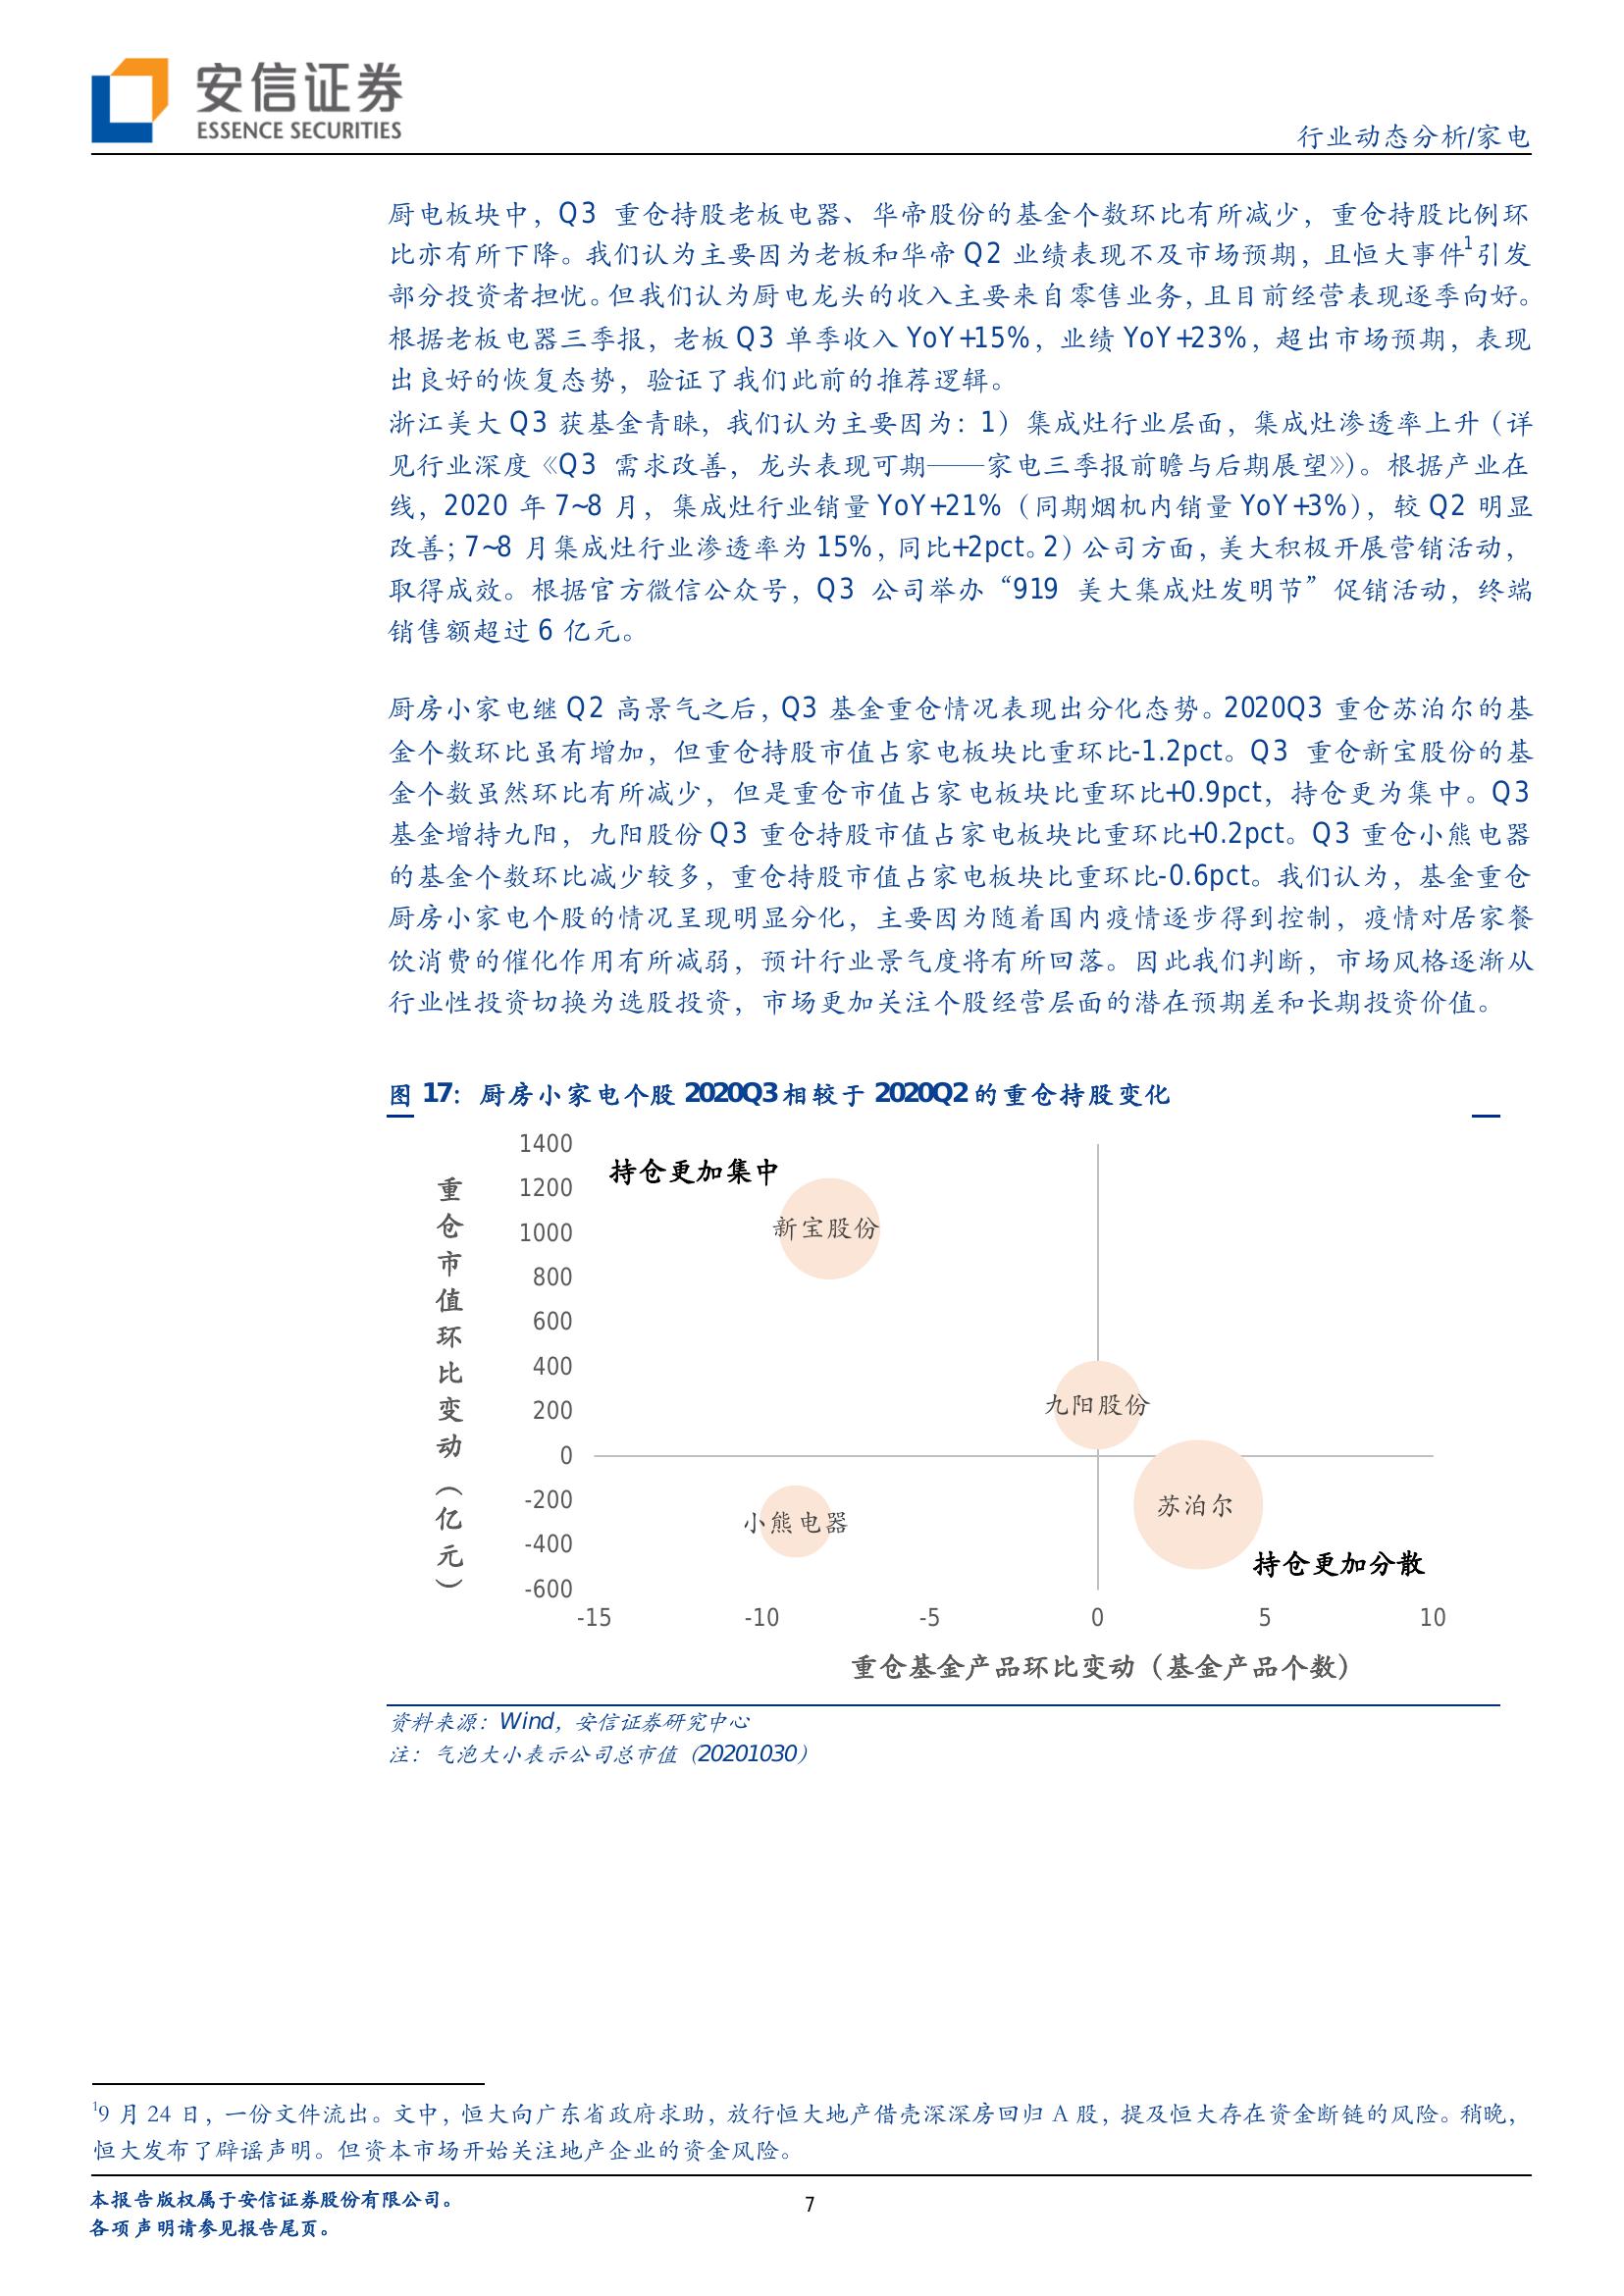 安信证券
ESSENCE SECURITIES
行业动态分析/家电
厨电板块中，Q3 重仓持股老板电器、华帝股份的基金个数环比有所减少，重仓持股比例环
比亦有所下降。我们认为主要因为老板和华帝 Q2 业绩表现不及市场预期，且恒大事件1引发
部分投资者担忧。但我们认为厨电龙头的收入主要来自零售业务，且目前经营表现逐季向好。
根据老板电器三季报，老板 Q3 单季收入 YoY+15%，业绩 YoY+23%，超出市场预期，表现
出良好的恢复态势，验证了我们此前的推荐逻辑。
浙江美大 Q3 获基金青睐，我们认为主要因为：1）集成灶行业层面，集成灶渗透率上升（详
见行业深度《Q3 需求改善，龙头表现可期——家电三季报前瞻与后期展望》）。根据产业在
线，2020 年 7~8 月，集成灶行业销量 YoY+21%（同期烟机内销量 YoY+3%），较 Q2 明显
改善；7~8 月集成灶行业渗透率为 15%，同比+2pct。2）公司方面，美大积极开展营销活动，
取得成效。根据官方微信公众号，Q3 公司举办“919 美大集成灶发明节”促销活动，终端
销售额超过 6 亿元。
厨房小家电继 Q2 高景气之后，Q3 基金重仓情况表现出分化态势。2020Q3 重仓苏泊尔的基
金个数环比虽有增加，但重仓持股市值占家电板块比重环比-1.2pct。Q3 重仓新宝股份的基
金个数虽然环比有所减少，但是重仓市值占家电板块比重环比+0.9pct，持仓更为集中。Q3
基金增持九阳，九阳股份 Q3 重仓持股市值占家电板块比重环比+0.2pct。Q3 重仓小熊电器
的基金个数环比减少较多，重仓持股市值占家电板块比重环比-0.6pct。我们认为，基金重仓
厨房小家电个股的情况呈现明显分化，主要因为随着国内疫情逐步得到控制，疫情对居家餐
饮消费的催化作用有所减弱，预计行业景气度将有所回落。因此我们判断，市场风格逐渐从
行业性投资切换为选股投资，市场更加关注个股经营层面的潜在预期差和长期投资价值。
图 17：厨房小家电个股 2020Q3 相较于 2020Q2 的重仓持股变化
重仓市值环比变动（亿元）
1400
1200
1000
800
600
400
200
0
-200
-400
-600
持仓更加集中
新宝股份
九阳股份
小熊电器
苏泊尔
持仓更加分散
-15
-10
-5
0
5
10
重仓基金产品环比变动（基金产品个数）
资料来源：Wind，安信证券研究中心
注：气泡大小表示公司总市值（20201030）
19 月 24 日，一份文件流出。文中，恒大向广东省政府求助，放行恒大地产借壳深深房回归 A 股，提及恒大存在资金断链的风险。稍晚，
恒大发布了辟谣声明。但资本市场开始关注地产企业的资金风险。
本报告版权属于安信证券股份有限公司。
各项声明请参见报告尾页。
7